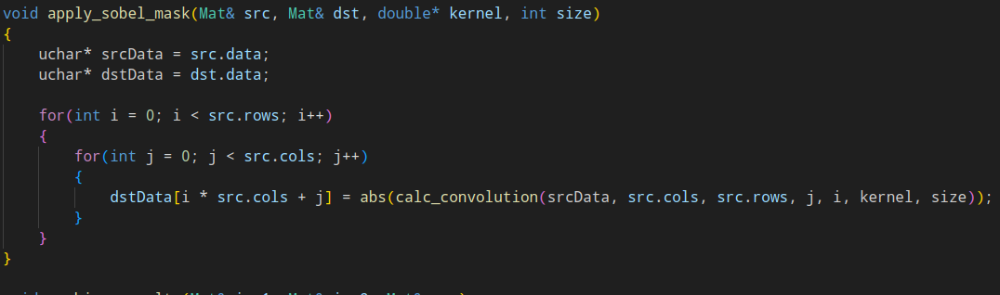 void apply_sobel_mask(Mat& src, Mat& dst, double* kernel, int size)
{
    uchar* srcData = src.data;
    uchar* dstData = dst.data;

    for(int i = 0; i < src.rows; i++)
    {
        for(int j = 0; j < src.cols; j++)
        {
            dstData[i * src.cols + j] = abs(calc_convolution(srcData, src.cols, src.rows, j, i, kernel, size));
        }
    }
}